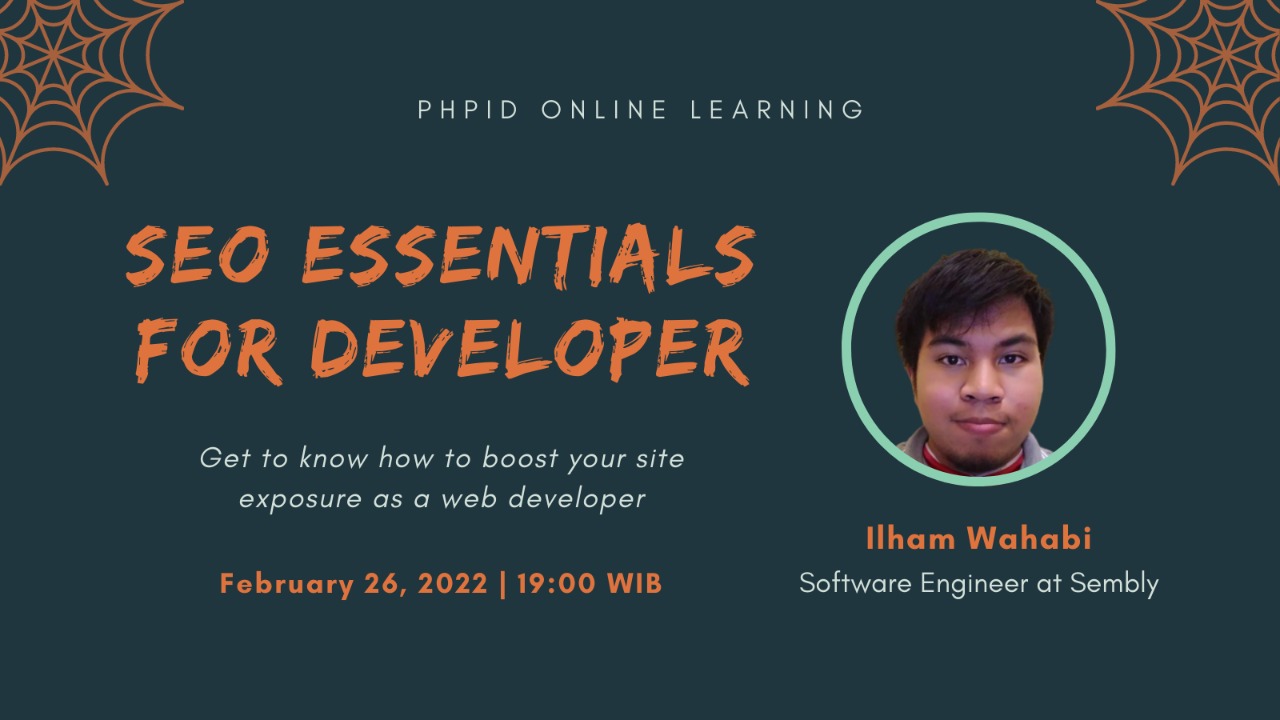 PHPID ONLINE LEARNING
SEO ESSENTIALS
FOR DEVELOPER
Get to know how to boost your site
exposure as a web developer
February 26, 2022 | 19:00 WIB
Ilham Wahabi
Software Engineer at Sembly